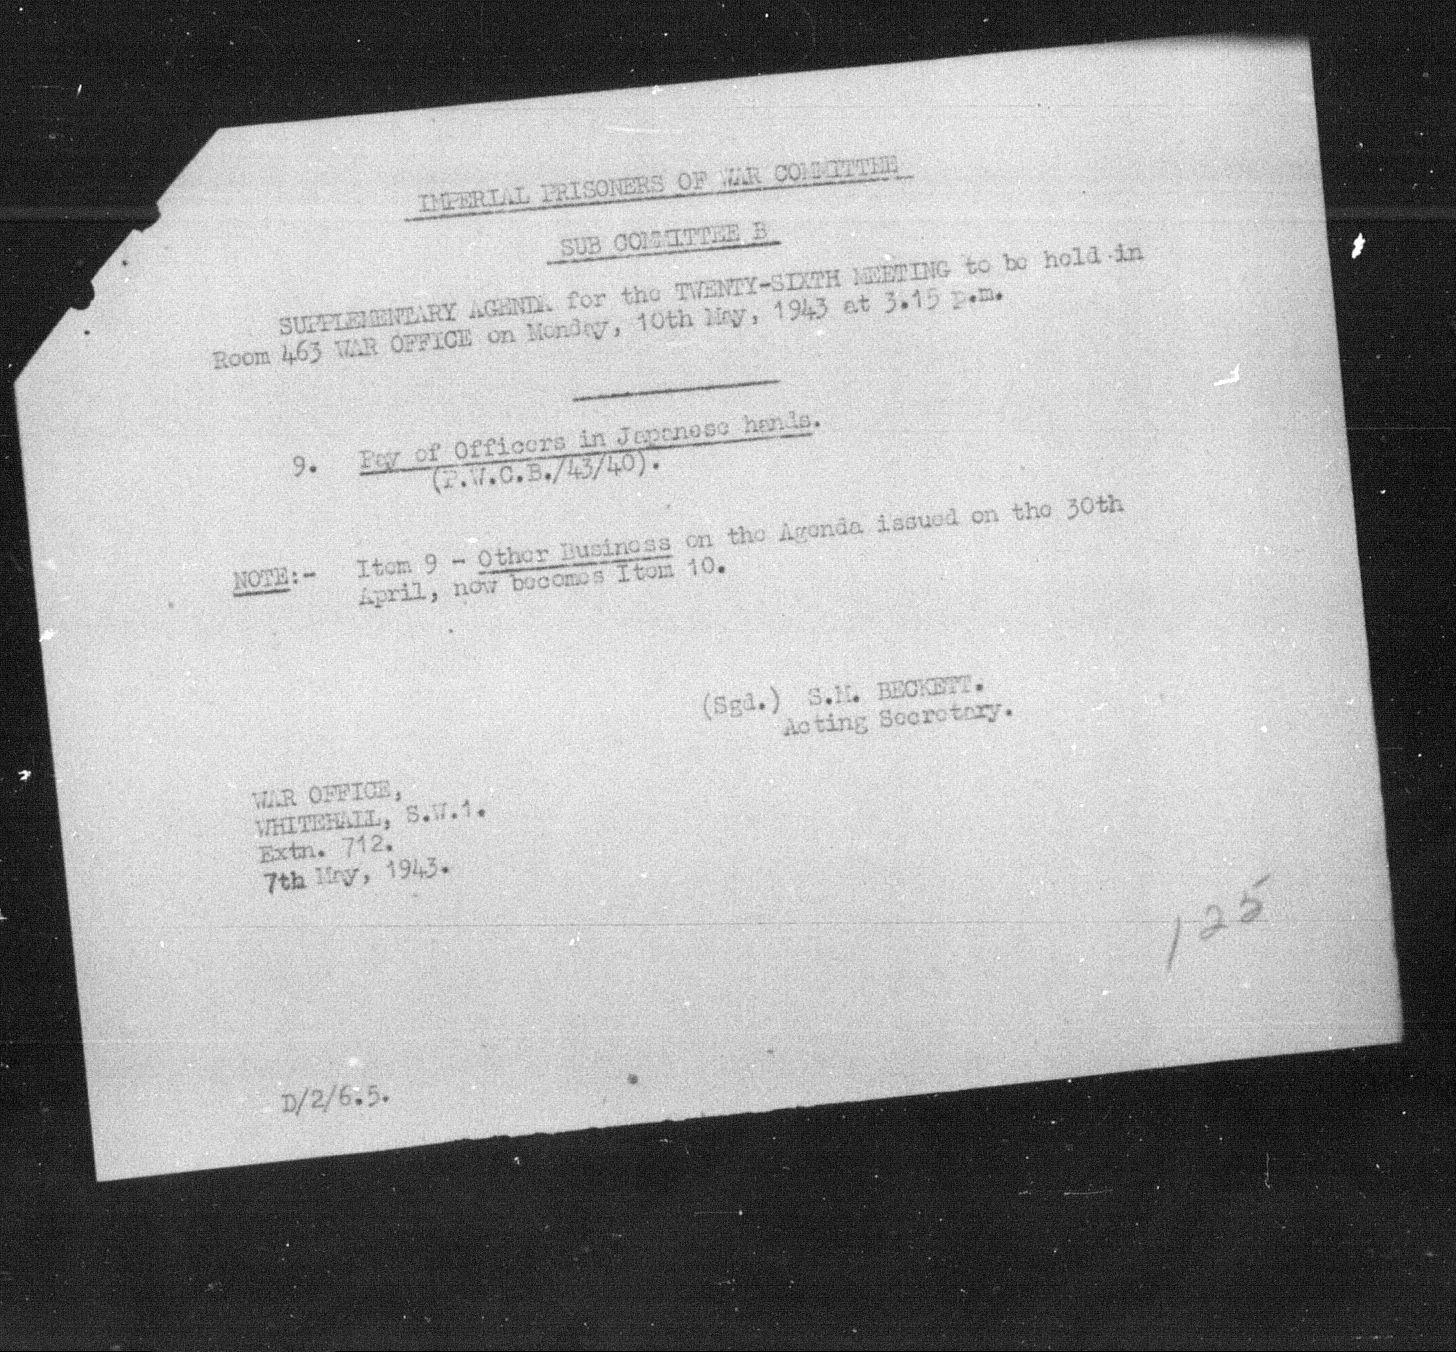 IMPERIAL PRISONERS OF WAR COMMITTEE
SUB COMMITTEE B
SUPPLEMENTARY AGENDA for the TWENTY-SIXTH MEETING to be held in
Room 463 WAR OFFICE on Monday, 10th May, 1943 at 3.15 p.m.
9. Pay of Officers in Japanese hands.
(P.W.C.B./43/40).
NOTE:- Item 9 - Other Business on the Agenda issued on the 30th
April, now becomes Item 10.
(Sgd.) S.M. BECKETT.
Acting Secretary.
WAR OFFICE,
WHITEHALL, S.W.1.
Extn. 712.
7th May, 1943.
125
D/2/6.5.